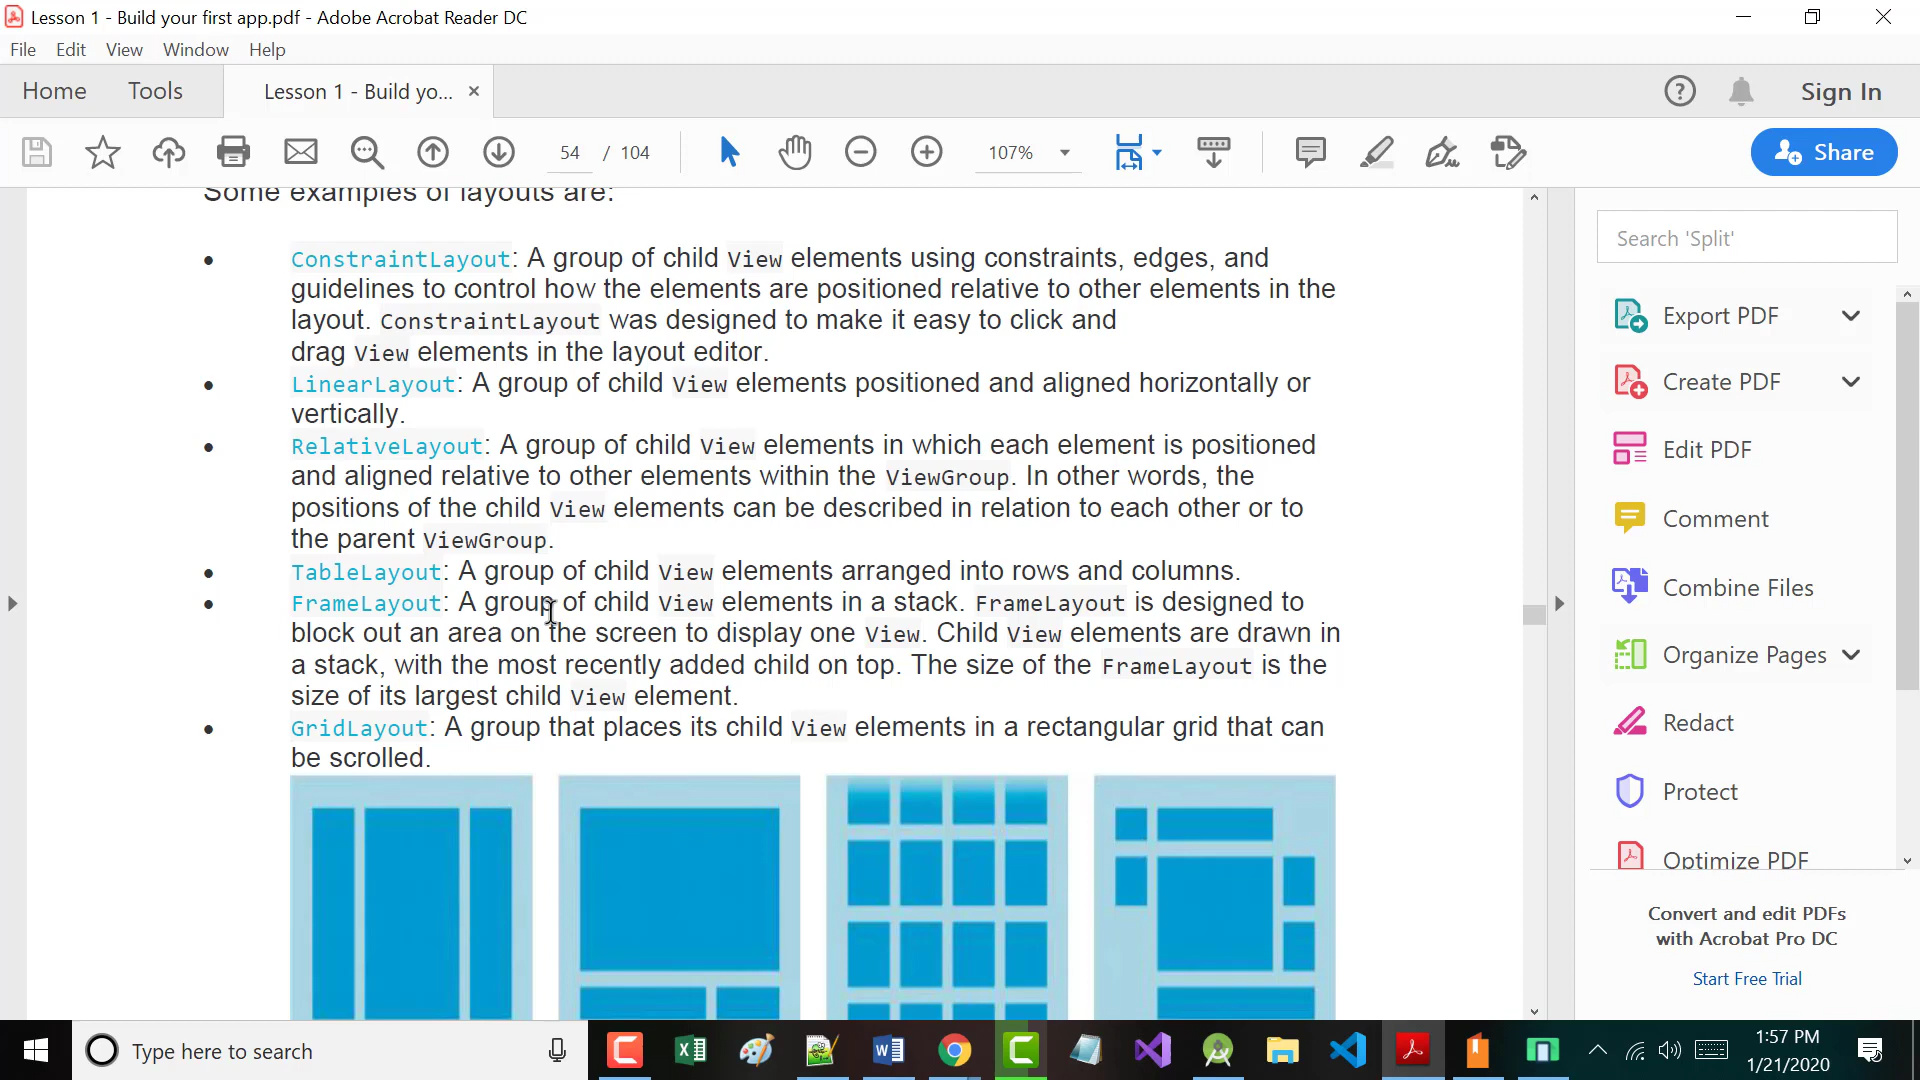 Lesson 1 - Build your first app.pdf - Adobe Acrobat Reader DC
File Edit View Window Help
Home Tools Lesson 1 - Build yo... × Sign In
54 / 104 107% Share
Some examples of layouts are:
• ConstraintLayout: A group of child View elements using constraints, edges, and
guidelines to control how the elements are positioned relative to other elements in the
layout. ConstraintLayout was designed to make it easy to click and
drag View elements in the layout editor.
• LinearLayout: A group of child View elements positioned and aligned horizontally or
vertically.
• RelativeLayout: A group of child View elements in which each element is positioned
and aligned relative to other elements within the ViewGroup. In other words, the
positions of the child View elements can be described in relation to each other or to
the parent ViewGroup.
• TableLayout: A group of child View elements arranged into rows and columns.
• FrameLayout: A group of child View elements in a stack. FrameLayout is designed to
block out an area on the screen to display one View. Child View elements are drawn in
a stack, with the most recently added child on top. The size of the FrameLayout is the
size of its largest child View element.
• GridLayout: A group that places its child View elements in a rectangular grid that can
be scrolled.
Search 'Split'
Export PDF
Create PDF
Edit PDF
Comment
Combine Files
Organize Pages
Redact
Protect
Optimize PDF
Convert and edit PDFs
with Acrobat Pro DC
Start Free Trial
Type here to search
1:57 PM
1/21/2020